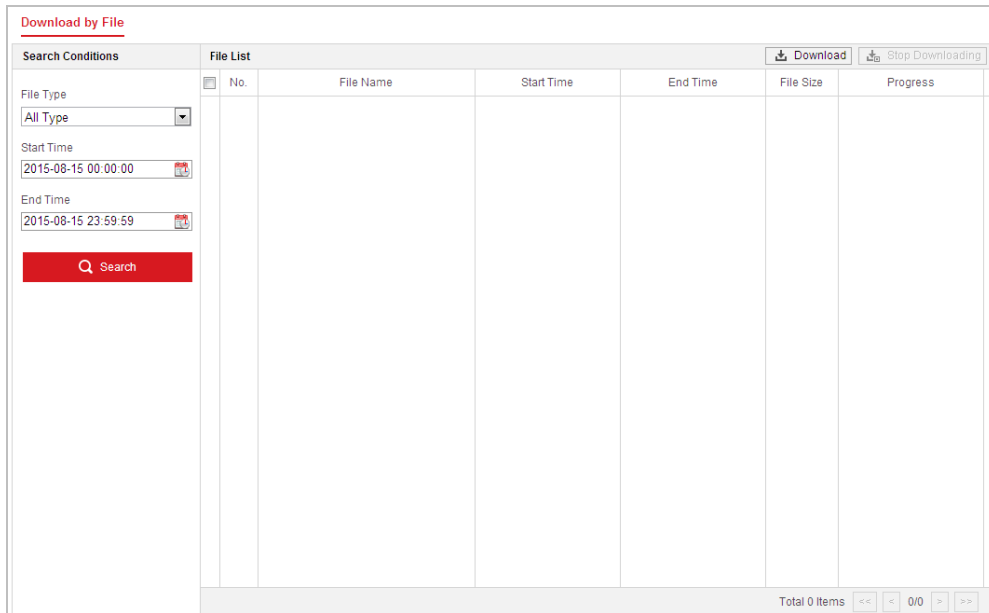 Download by File
Search Conditions
File Type
All Type
Start Time
2015-08-15 00:00:00
End Time
2015-08-15 23:59:59
Search
File List
Download
Stop Downloading
No. File Name Start Time End Time File Size Progress
Total 0 Items << < 0/0 > >>